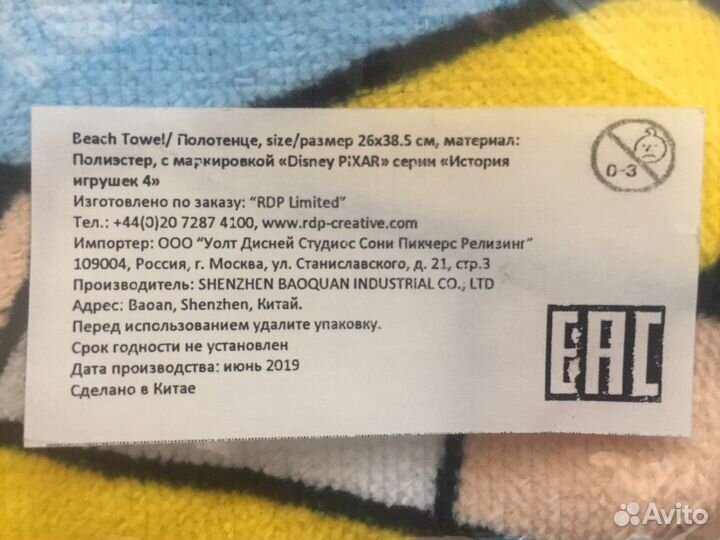 Beach Towel/ Полотенце, size/размер 26х38.5 см, материал:
Полиэстер, с маркировкой «Disney PiXAR» серии «История
игрушек 4»
Изготовлено по заказу: “RDP Limited”
Тел.: +44(0)20 7287 4100, www.rdp-creative.com
Импортер: ООО “Уолт Дисней Студиос Сони Пикчерс Релизинг”
109004, Россия, г. Москва, ул. Станиславского, д. 21, стр.3
Производитель: SHENZHEN BAOQUAN INDUSTRIAL CO., LTD
Адрес: Baoan, Shenzhen, Китай.
Перед использованием удалите упаковку.
Срок годности не установлен
Дата производства: июнь 2019
Сделано в Китае
0-3
EAC
Avito